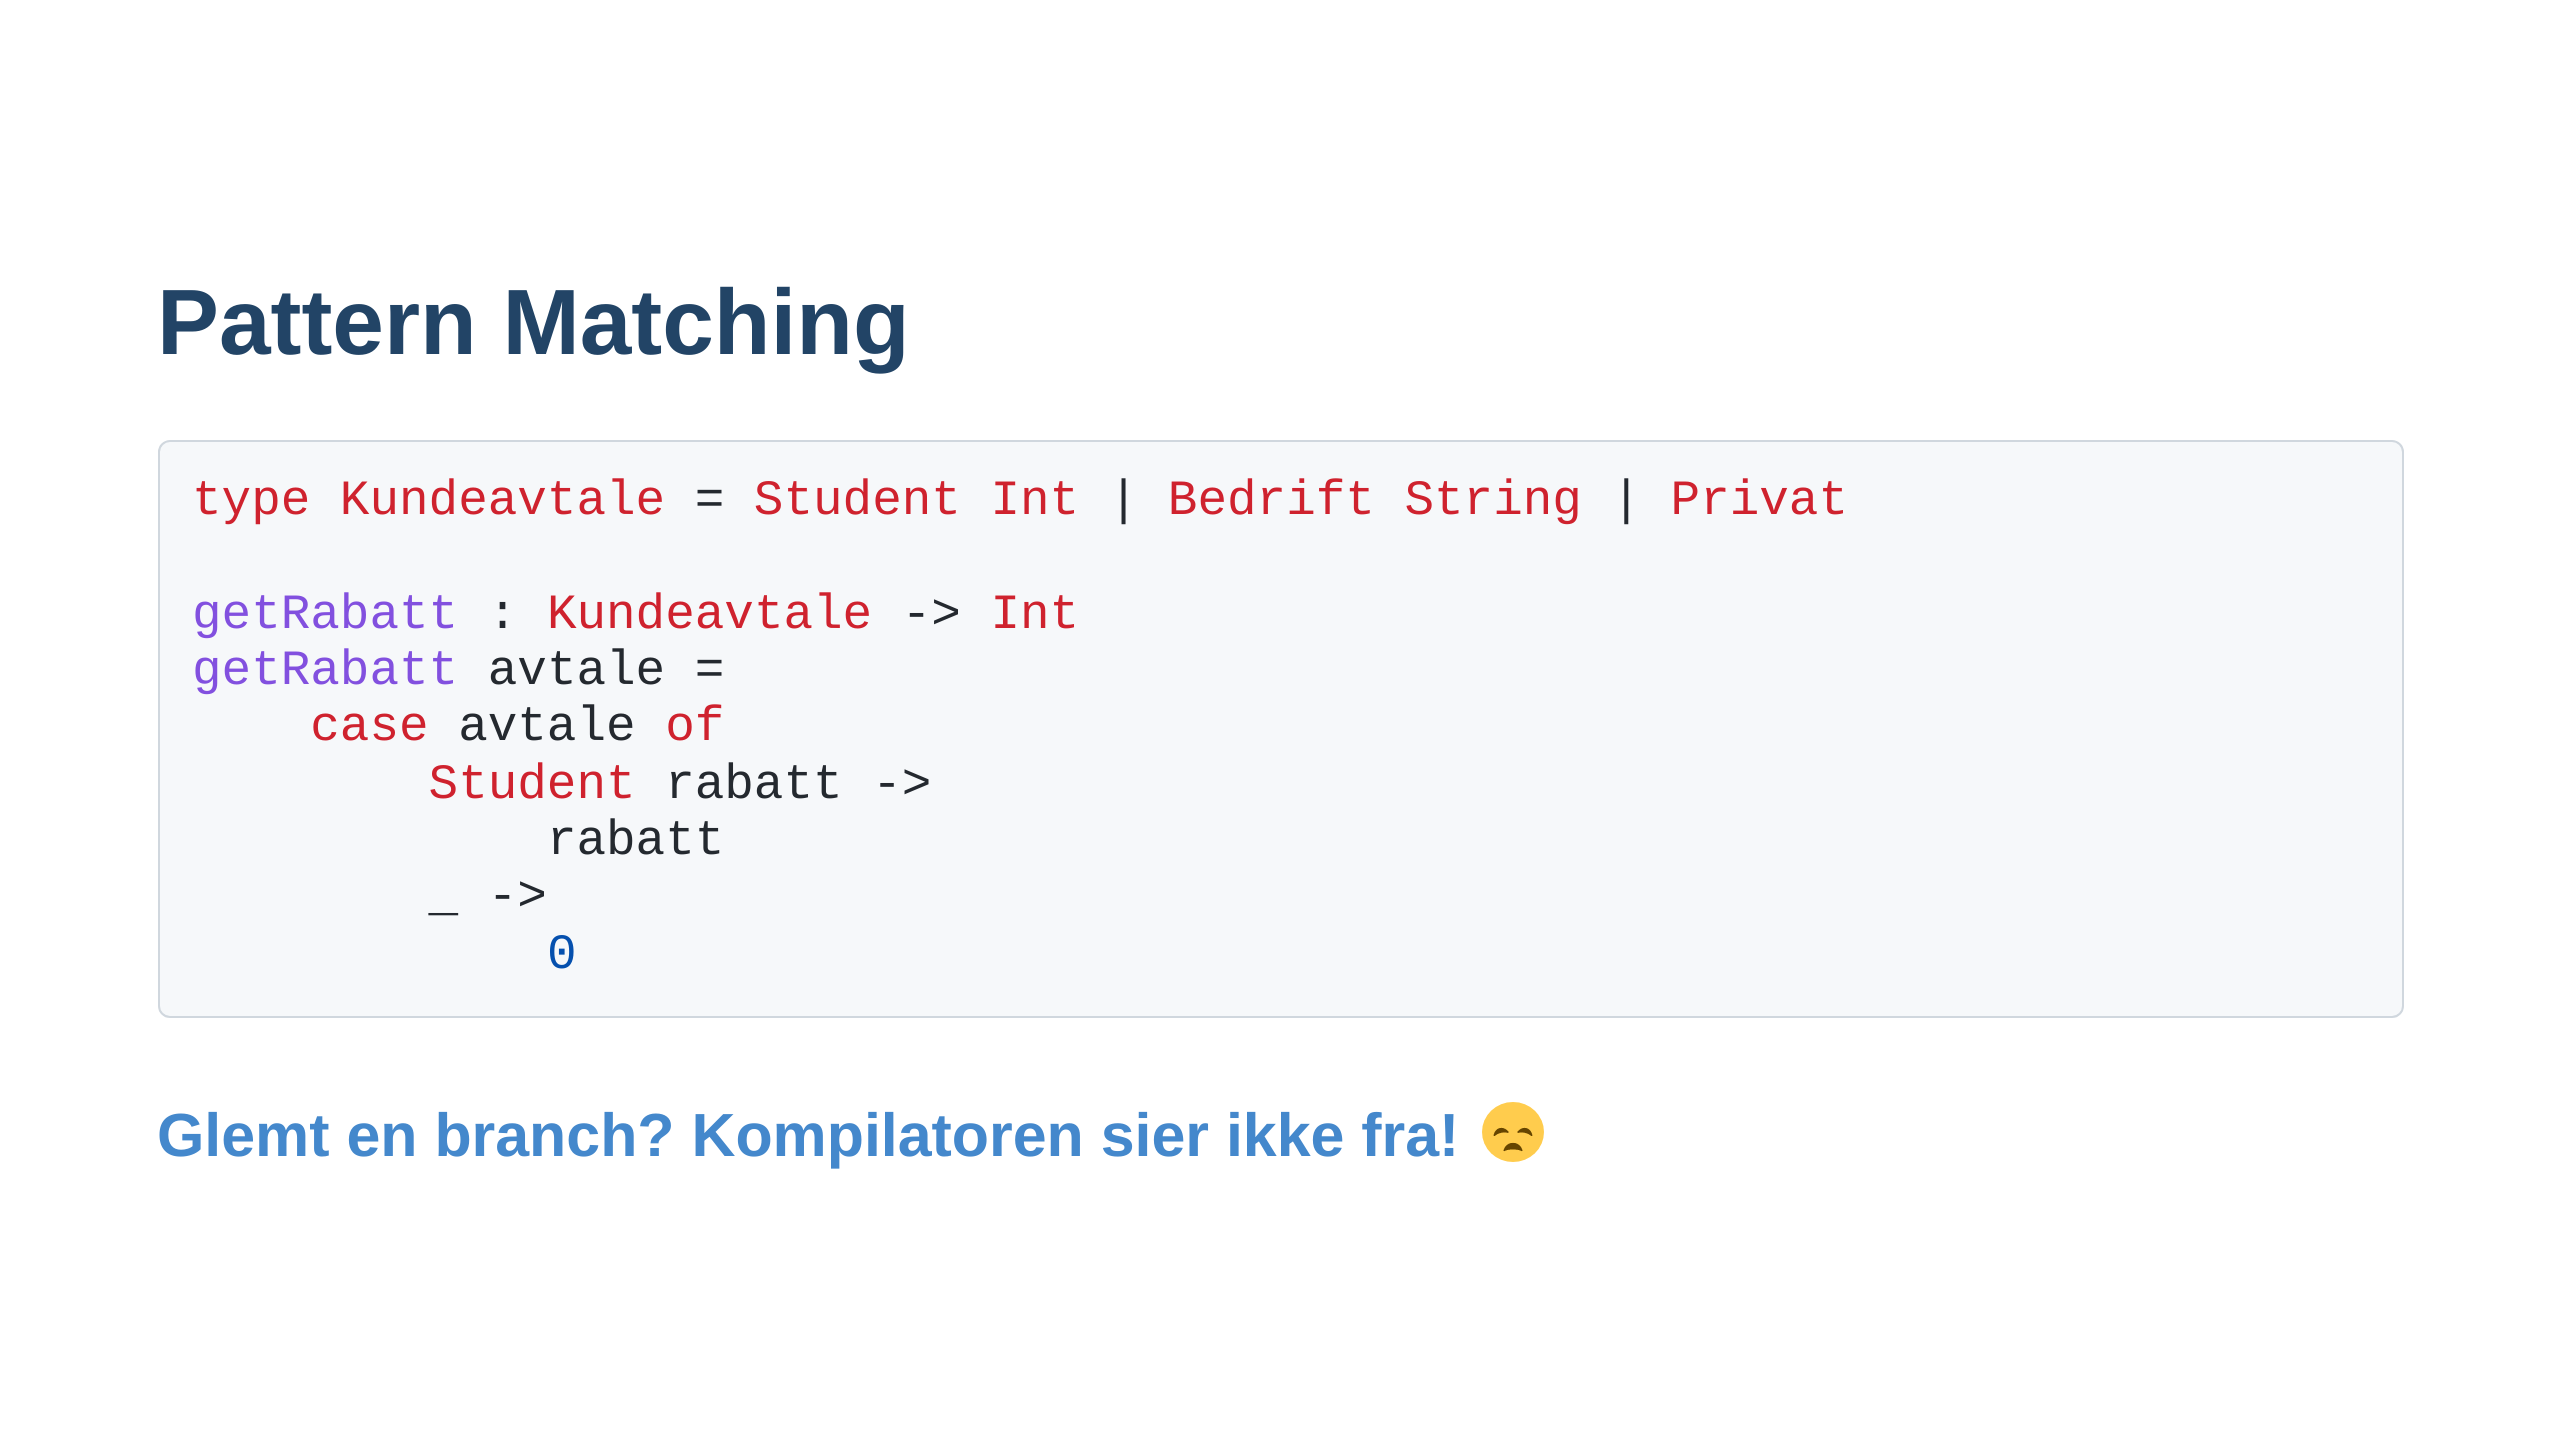 Pattern Matching
type Kundeavtale = Student Int | Bedrift String | Privat
getRabatt : Kundeavtale -> Int
getRabatt avtale =
    case avtale of
        Student rabatt ->
            rabatt
        _ ->
            0
Glemt en branch? Kompilatoren sier ikke fra! 😞